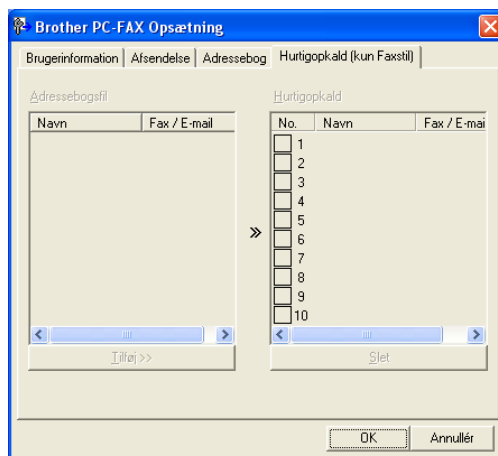 Brother PC-FAX Opsætning
Brugerinformation Afsendelse Adressebog Hurtigopkald (kun Faxstil)
Adressebogsfil
Navn Fax / E-mail
Tilføj >>
»
Hurtigopkald
No. Navn Fax / E-mai
1
2
3
4
5
6
7
8
9
10
Slet
OK Annullér